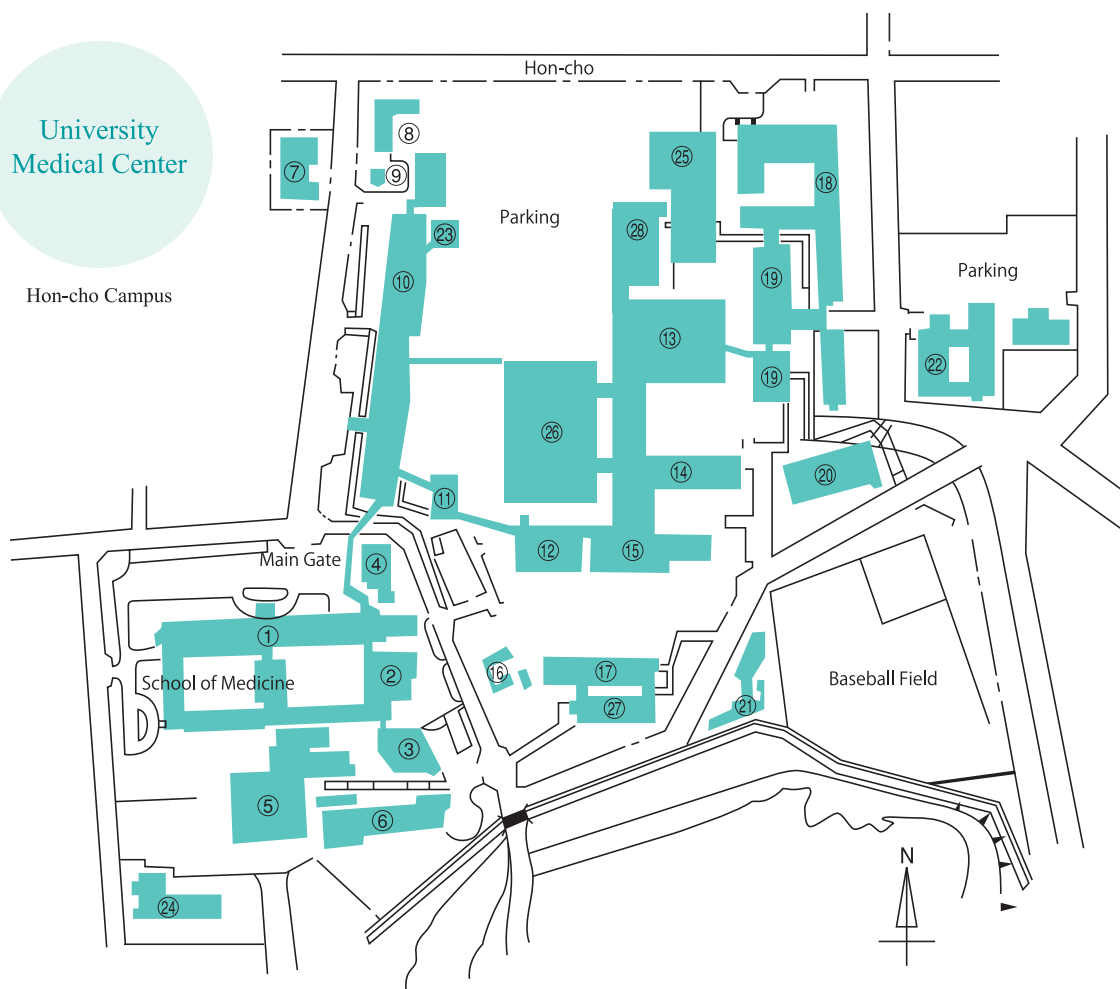 Hon-cho
University
Medical Center
⑧
⑦
⑨
㉕
⑱
Parking
㉘
㉓
⑩
⑲
Parking
Hon-cho Campus
⑬
㉒
⑲
㉖
⑭
⑳
⑪
⑫
⑮
Main Gate
④
①
⑯
⑰
②
School of Medicine
Baseball Field
㉗
㉑
③
⑤
⑥
N
㉔